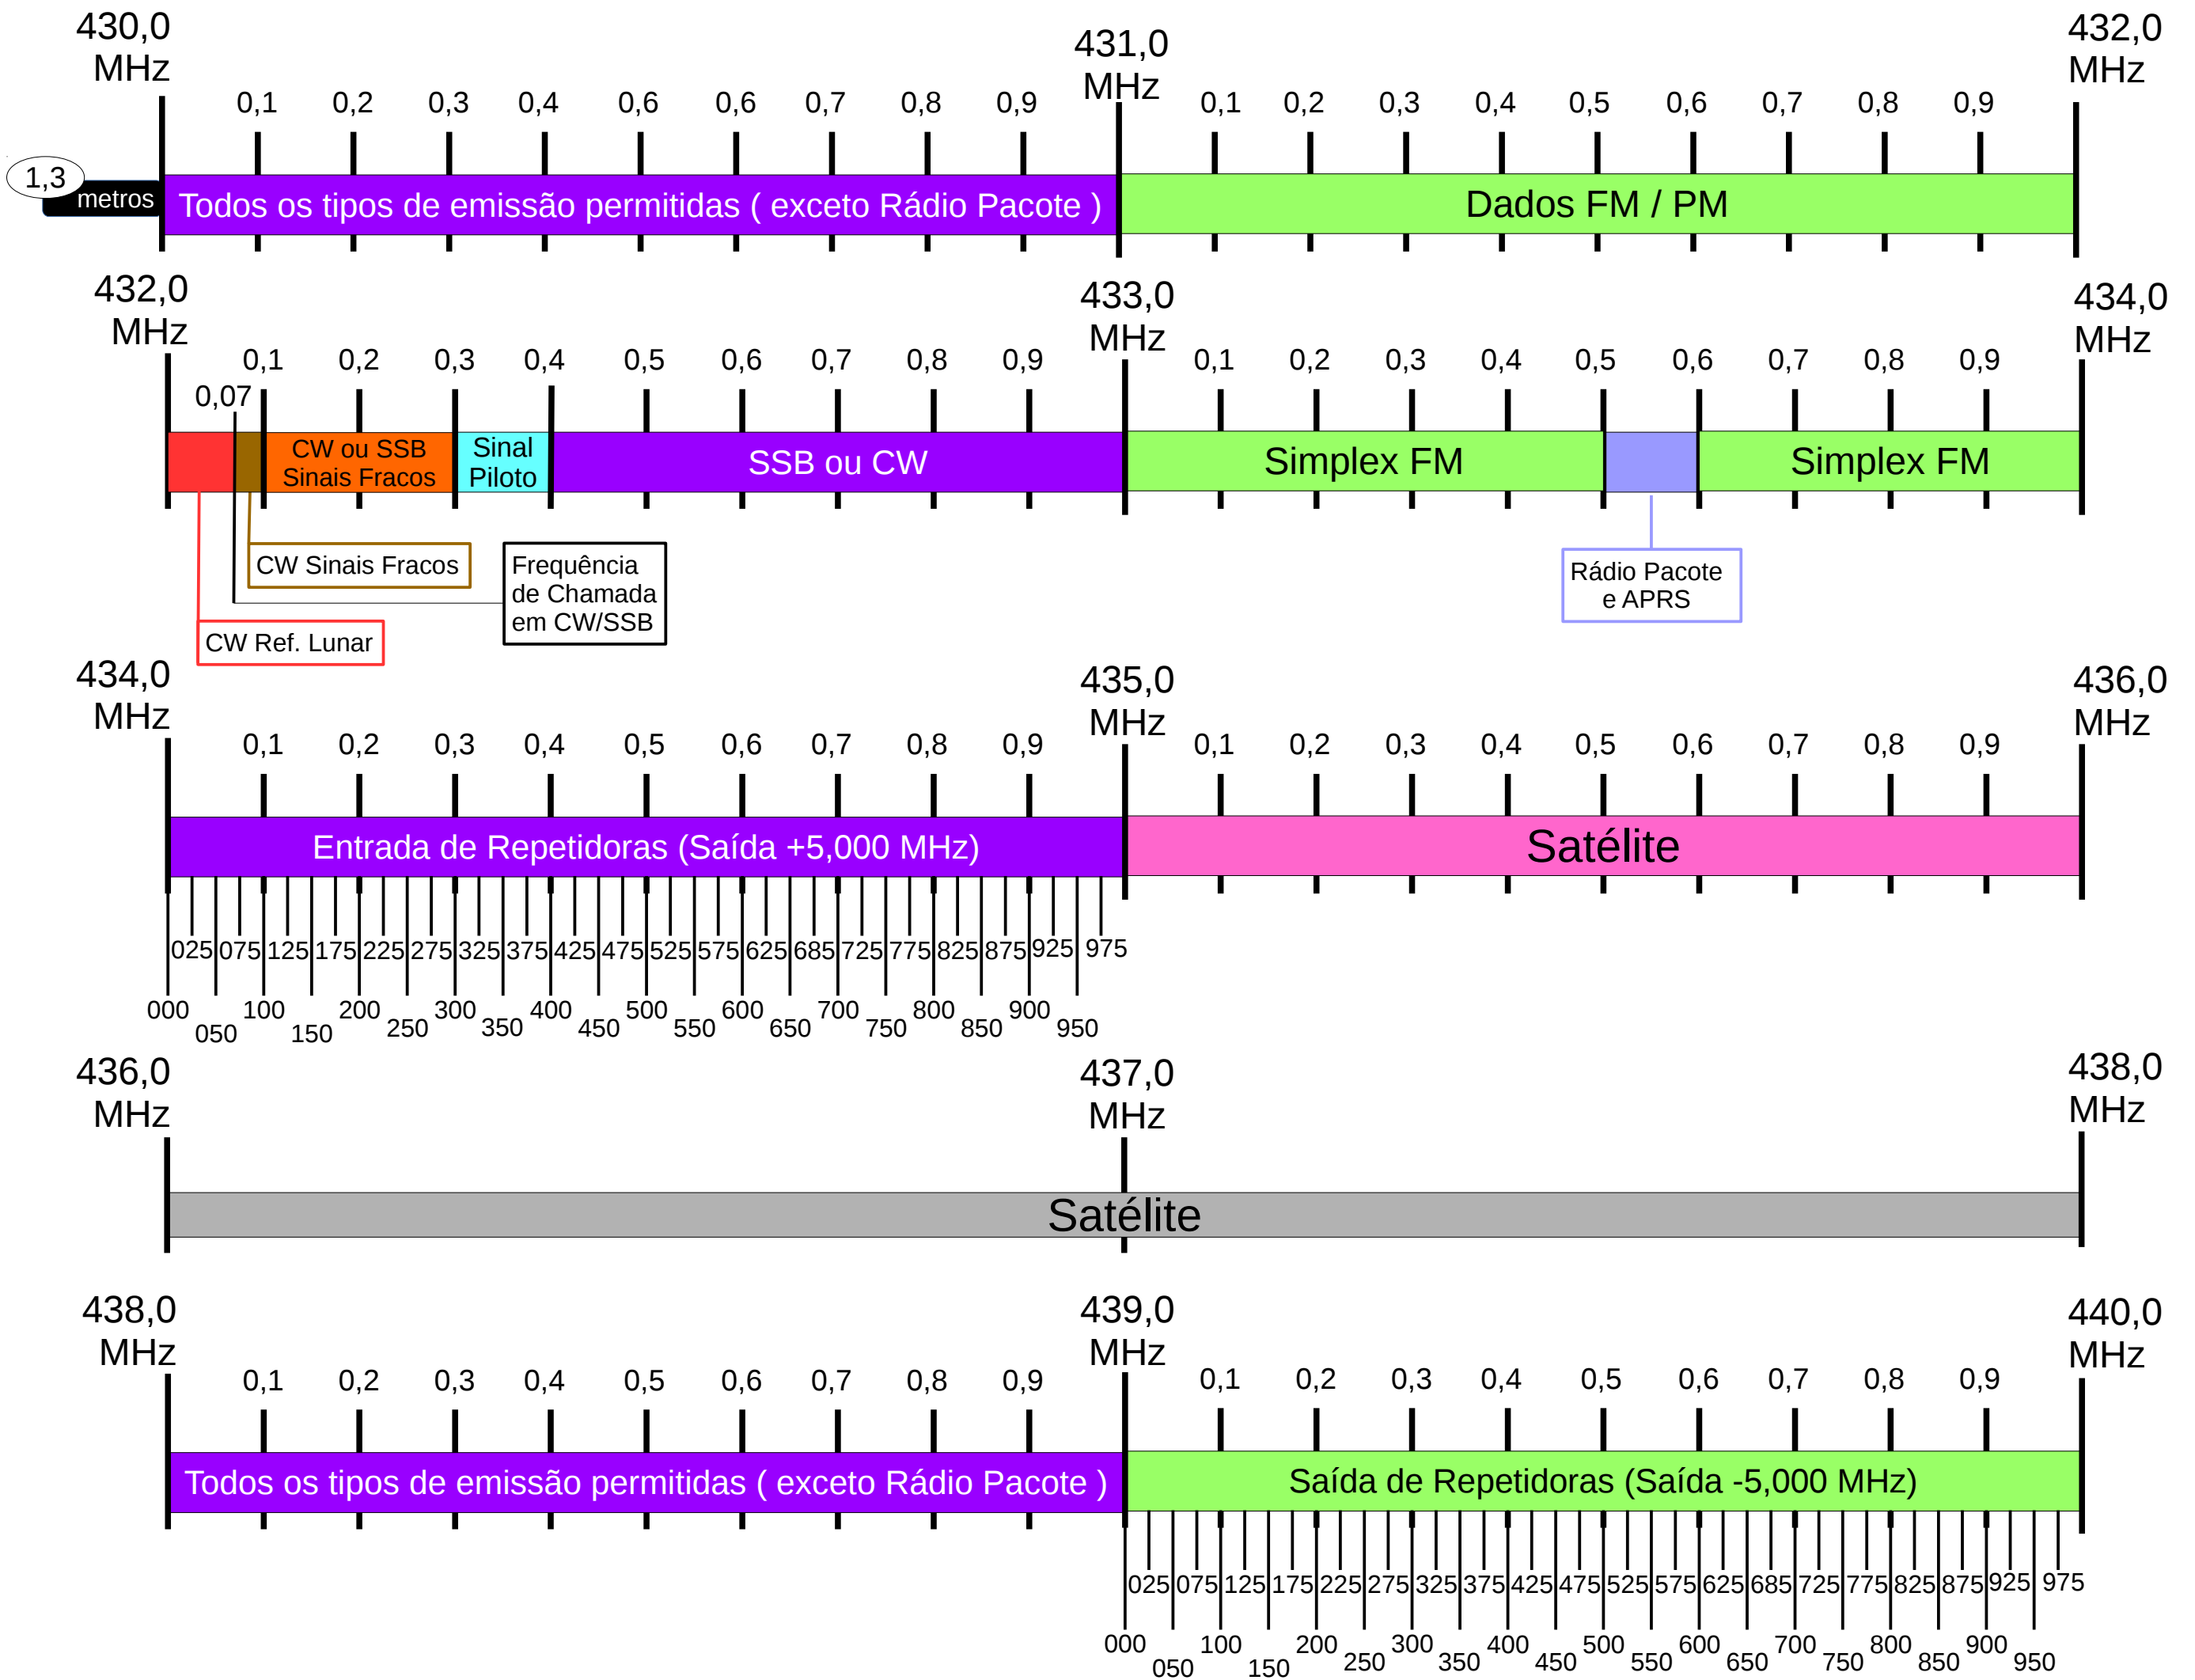 430,0
MHz
431,0
MHz
432,0
MHz
0,1 0,2 0,3 0,4 0,6 0,6 0,7 0,8 0,9 0,1 0,2 0,3 0,4 0,5 0,6 0,7 0,8 0,9
1,3
metros
Todos os tipos de emissão permitidas ( exceto Rádio Pacote )
Dados FM / PM
432,0
MHz
433,0
MHz
434,0
MHz
0,1 0,2 0,3 0,4 0,5 0,6 0,7 0,8 0,9 0,1 0,2 0,3 0,4 0,5 0,6 0,7 0,8 0,9
0,07
CW ou SSB
Sinais Fracos
Sinal
Piloto
SSB ou CW
Simplex FM
Simplex FM
CW Sinais Fracos
Frequência
de Chamada
em CW/SSB
Rádio Pacote
e APRS
CW Ref. Lunar
434,0
MHz
435,0
MHz
436,0
MHz
0,1 0,2 0,3 0,4 0,5 0,6 0,7 0,8 0,9 0,1 0,2 0,3 0,4 0,5 0,6 0,7 0,8 0,9
Entrada de Repetidoras (Saída +5,000 MHz)
Satélite
025 075 125 175 225 275 325 375 425 475 525 575 625 685 725 775 825 875 925 975
000 100 200 300 400 500 600 700 800 900
050 150 250 350 450 550 650 750 850 950
436,0
MHz
437,0
MHz
438,0
MHz
Satélite
438,0
MHz
439,0
MHz
440,0
MHz
0,1 0,2 0,3 0,4 0,5 0,6 0,7 0,8 0,9 0,1 0,2 0,3 0,4 0,5 0,6 0,7 0,8 0,9
Todos os tipos de emissão permitidas ( exceto Rádio Pacote )
Saída de Repetidoras (Saída -5,000 MHz)
025 075 125 175 225 275 325 375 425 475 525 575 625 685 725 775 825 875 925 975
000 100 200 300 400 500 600 700 800 900
050 150 250 350 450 550 650 750 850 950